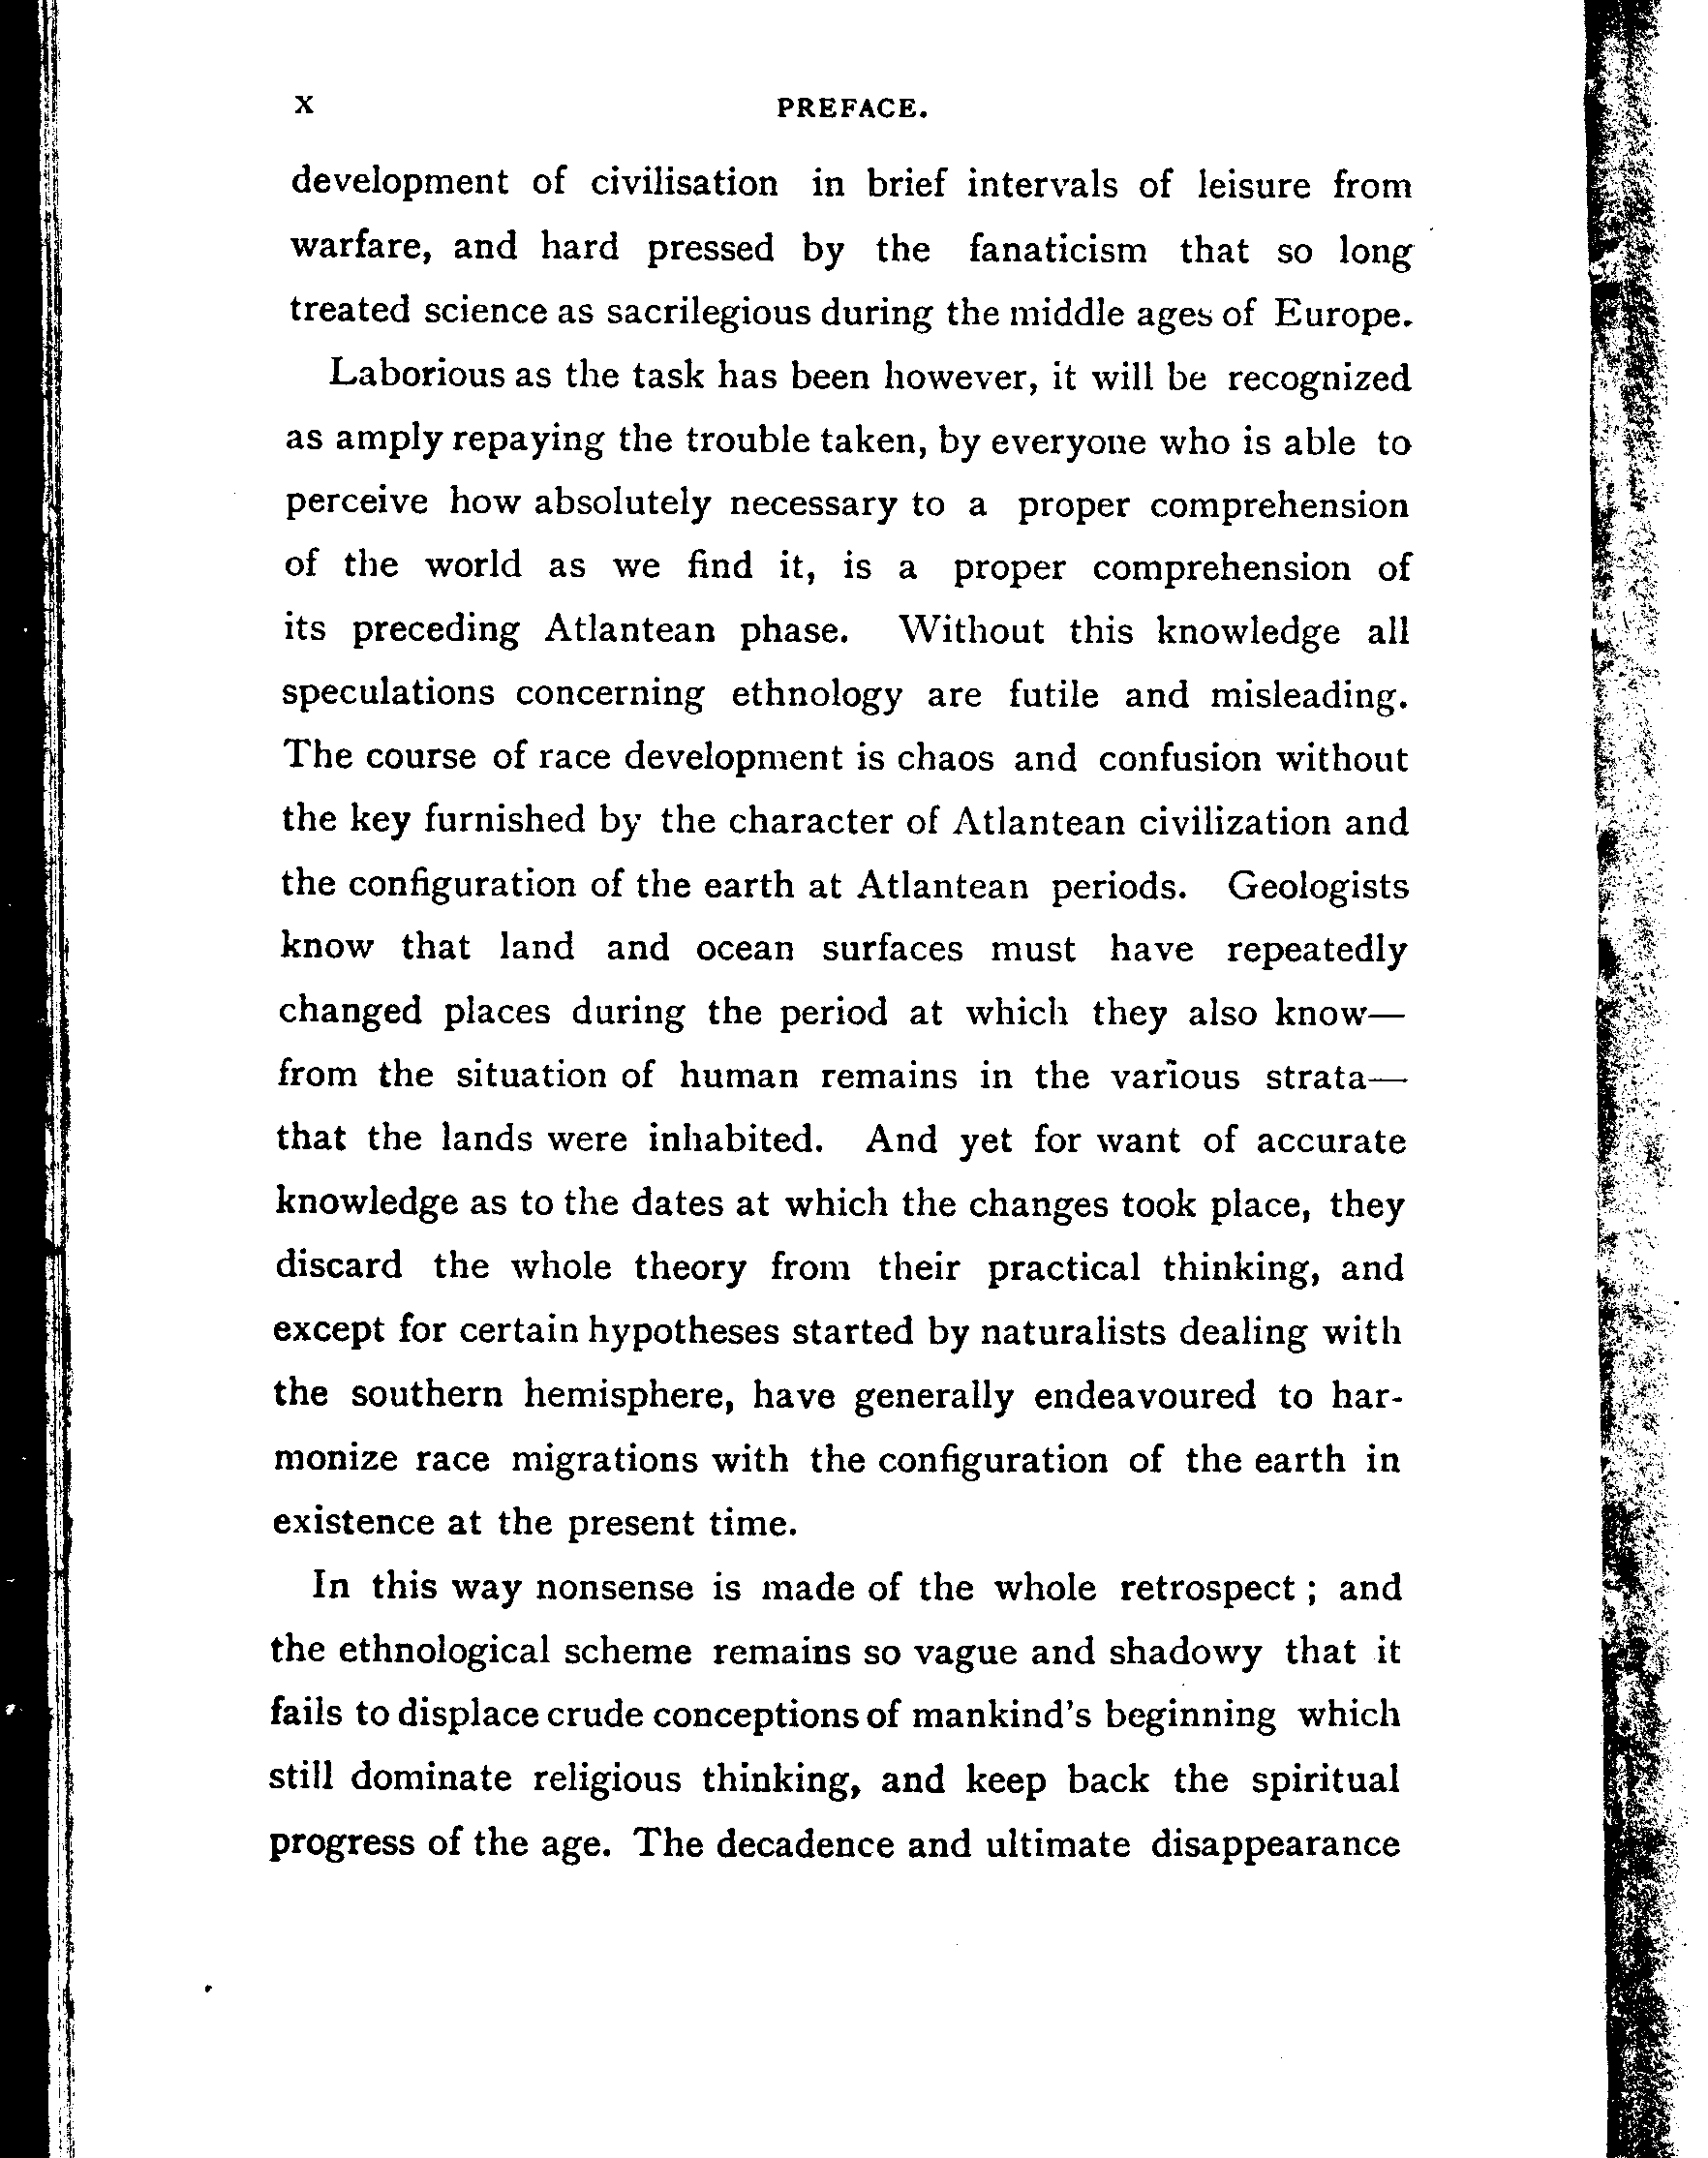 x PREFACE.
development of civilisation in brief intervals of leisure from
warfare, and hard pressed by the fanaticism that so long
treated science as sacrilegious during the middle ages of Europe.
Laborious as the task has been however, it will be recognized
as amply repaying the trouble taken, by everyone who is able to
perceive how absolutely necessary to a proper comprehension
of the world as we find it, is a proper comprehension of
its preceding Atlantean phase. Without this knowledge all
speculations concerning ethnology are futile and misleading.
The course of race development is chaos and confusion without
the key furnished by the character of Atlantean civilization and
the configuration of the earth at Atlantean periods. Geologists
know that land and ocean surfaces must have repeatedly
changed places during the period at which they also know—
from the situation of human remains in the various strata—
that the lands were inhabited. And yet for want of accurate
knowledge as to the dates at which the changes took place, they
discard the whole theory from their practical thinking, and
except for certain hypotheses started by naturalists dealing with
the southern hemisphere, have generally endeavoured to har-
monize race migrations with the configuration of the earth in
existence at the present time.
In this way nonsense is made of the whole retrospect ; and
the ethnological scheme remains so vague and shadowy that it
fails to displace crude conceptions of mankind's beginning which
still dominate religious thinking, and keep back the spiritual
progress of the age. The decadence and ultimate disappearance